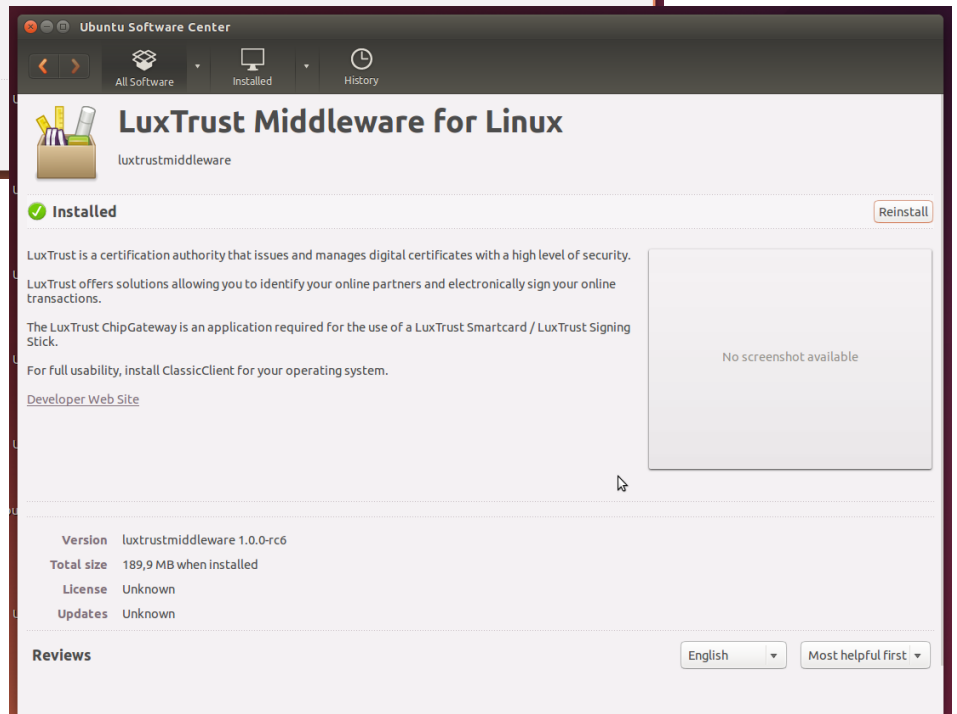 Ubuntu Software Center
All Software
Installed
History
LuxTrust Middleware for Linux
luxtrustmiddleware
Installed
Reinstall
LuxTrust is a certification authority that issues and manages digital certificates with a high level of security.
LuxTrust offers solutions allowing you to identify your online partners and electronically sign your online
transactions.
The LuxTrust ChipGateway is an application required for the use of a LuxTrust Smartcard / LuxTrust Signing
Stick.
For full usability, install ClassicClient for your operating system.
Developer Web Site
No screenshot available
Version luxtrustmiddleware 1.0.0-rc6
Total size 189,9 MB when installed
License Unknown
Updates Unknown
Reviews
English
Most helpful first